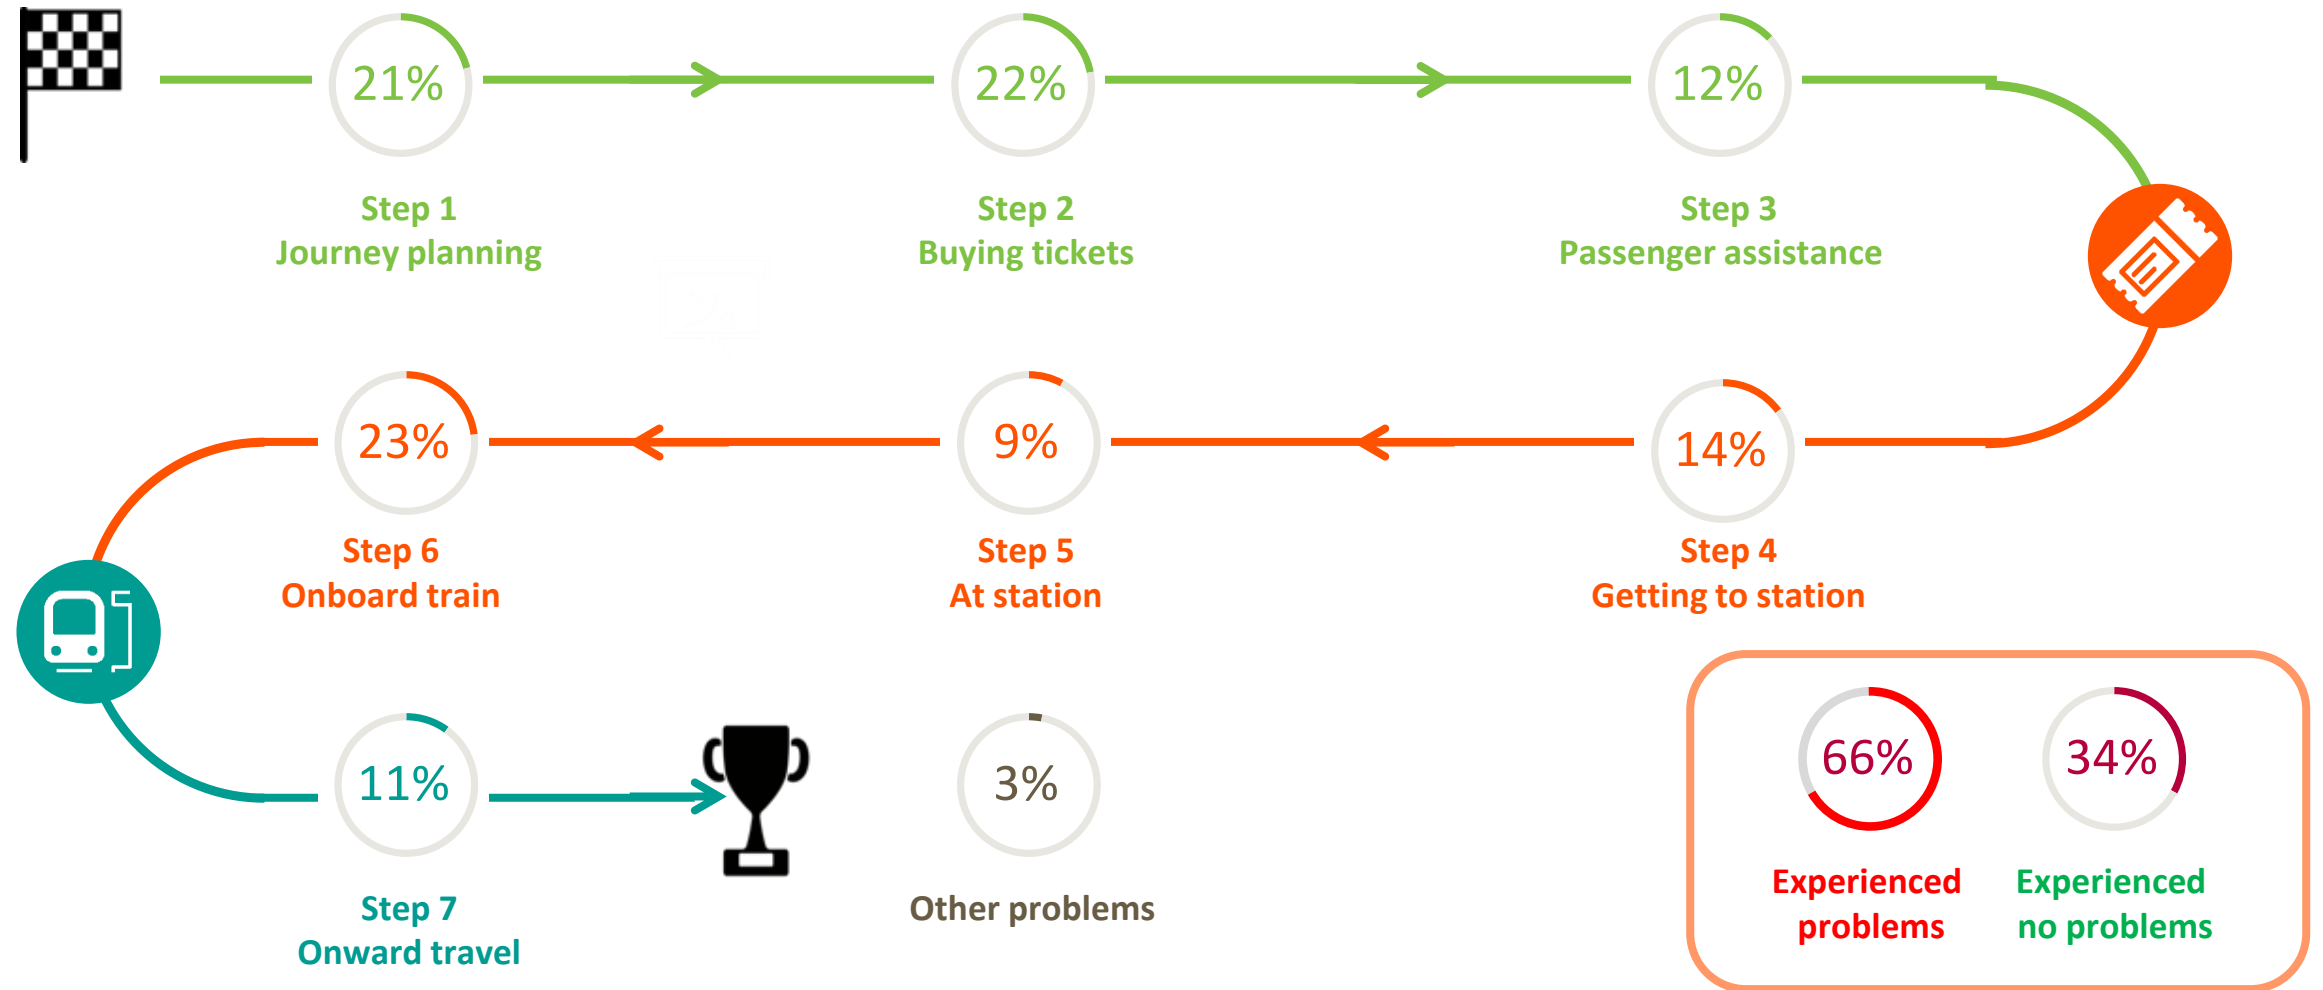 21%
Step 1
Journey planning
22%
Step 2
Buying tickets
12%
Step 3
Passenger assistance
14%
Step 4
Getting to station
9%
Step 5
At station
23%
Step 6
Onboard train
11%
Step 7
Onward travel
3%
Other problems
66%
Experienced
problems
34%
Experienced
no problems